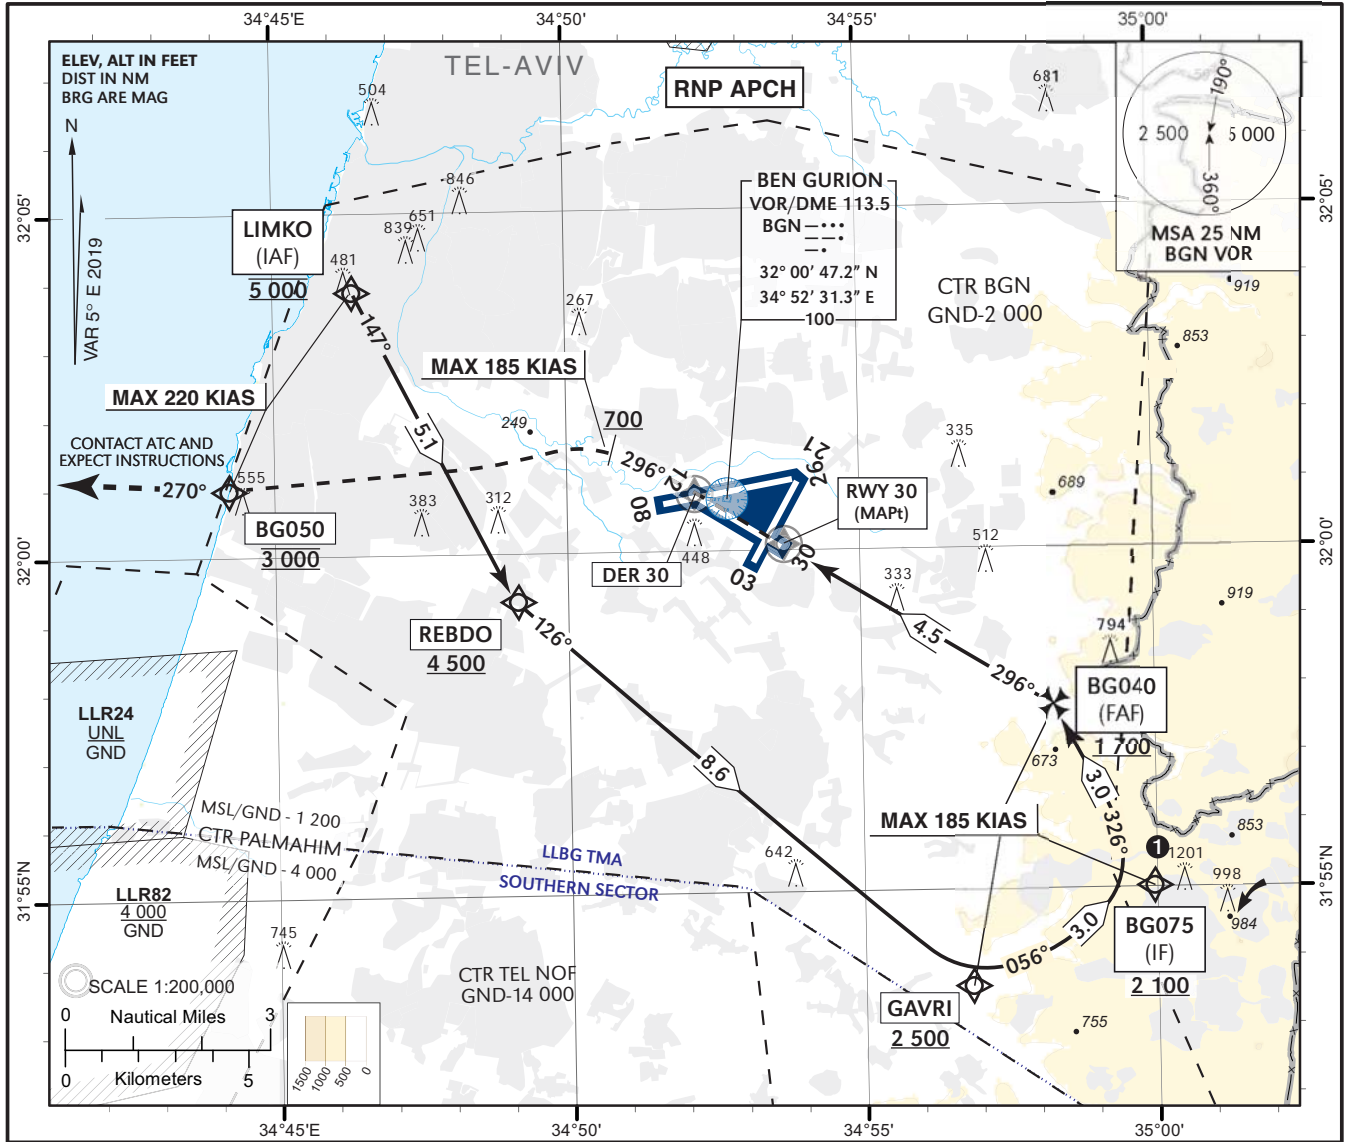 34°45'E
34°50'
34°55'
35°00'
ELEV, ALT IN FEET
DIST IN NM
BRG ARE MAG
N
VAR 5° E 2019
TEL-AVIV
504
681
RNP APCH
190°
2 500
5 000
360°
MSA 25 NM
BGN VOR
32°05'
32°05'
846
651
839
LIMKO
(IAF)
5 000
481
BEN GURION
VOR/DME 113.5
BGN
32° 00' 47.2" N
34° 52' 31.3" E
100
CTR BGN
GND-2 000
919
853
267
147°
MAX 185 KIAS
MAX 220 KIAS
249
700
335
5.1
CONTACT ATC AND
EXPECT INSTRUCTIONS
296°
12
21
26
270°
555
689
08
RWY 30
(MAPt)
BG050
3 000
383
312
448
512
32°00'
32°00'
DER 30
03
30
333
919
REBDO
4 500
126°
4.5
794
296°
BG040
(FAF)
1 700
LLR24
UNL
GND
673
8.6
3.0
MSL/GND - 1 200
CTR PALMAHIM
MSL/GND - 4 000
MAX 185 KIAS
326°
1
853
1201
LLBG TMA
SOUTHERN SECTOR
642
998
984
31°55'N
31°55'N
LLR82
4 000
GND
3.0
BG075
(IF)
2 100
745
056°
CTR TEL NOF
GND-14 000
GAVRI
2 500
755
SCALE 1:200,000
0 Nautical Miles 3
0 Kilometers 5
1500
1000
500
0
34°45'E
34°50'
34°55'
35°00'